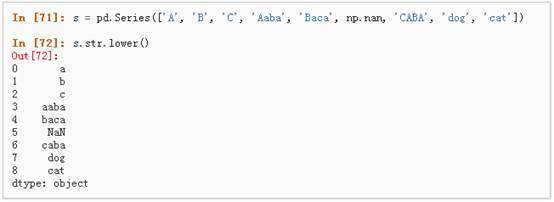 In [71]: s = pd.Series(['A', 'B', 'C', 'Aaba', 'Baca', np.nan, 'CABA', 'dog', 'cat'])
In [72]: s.str.lower()
Out[72]:
0       a
1       b
2       c
3    aaba
4    baca
5     NaN
6    caba
7     dog
8     cat
dtype: object